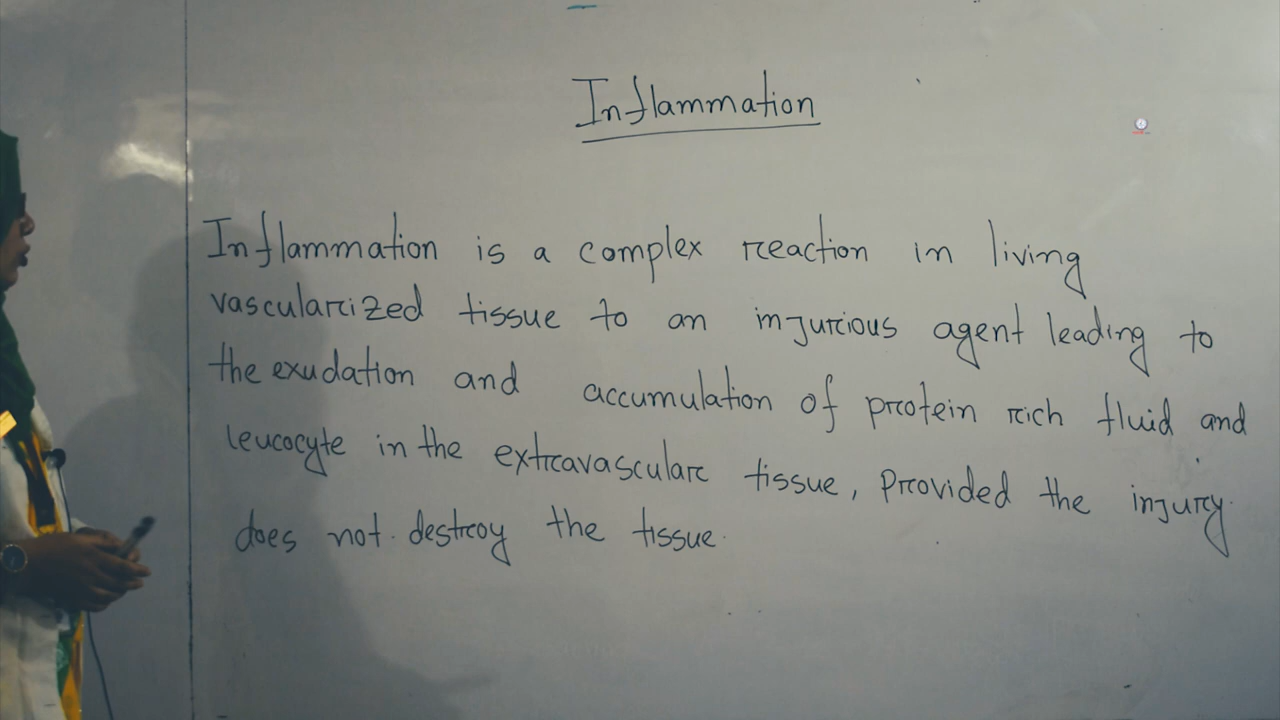 Inflammation
Inflammation is a complex reaction in living
vascularized tissue to an injurious agent leading to
the exudation and accumulation of protein rich fluid and
leucocyte in the extravascular tissue, provided the injury
does not destroy the tissue.